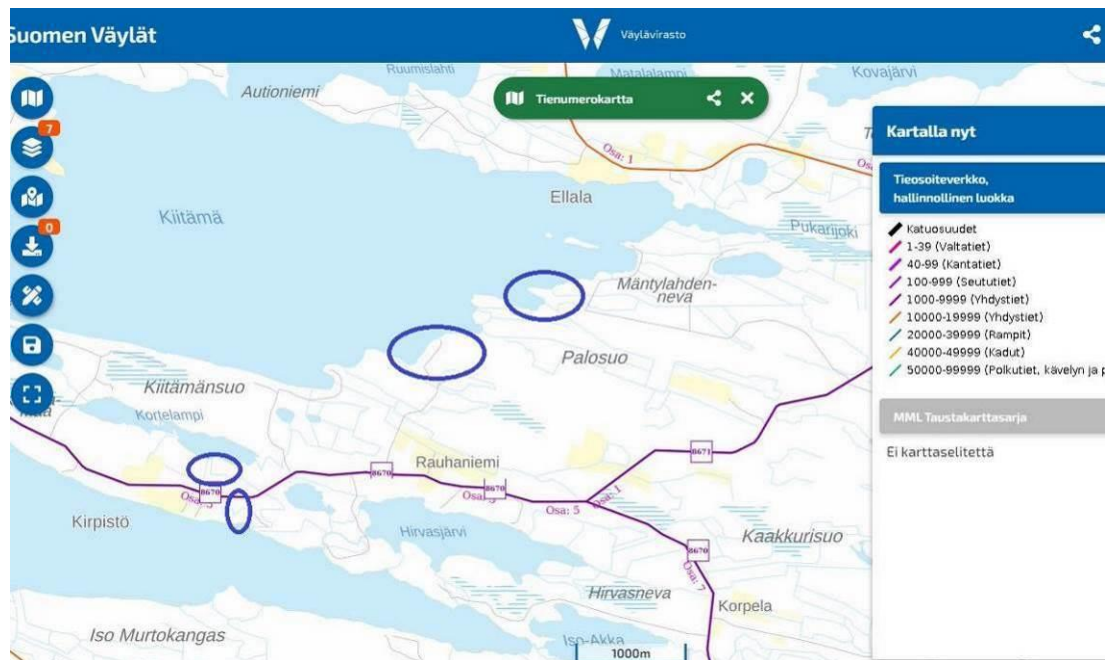 Suomen Väylät
Väylävirasto
Ruumislahti
Matalalampi
Kovajärvi
Autioniemi
7
Tienumerokartta
Kartalla nyt
Osa: 1
Tieosoiteverkko,
hallinnollinen luokka
Ellala
Kiitämä
Pukarijoki
Katuosuudet
0
1-39 (Valtatiet)
40-99 (Kantatiet)
100-999 (Seututiet)
1000-9999 (Yhdystiet)
10000-19999 (Yhdystiet)
20000-39999 (Rampit)
40000-49999 (Kadut)
50000-99999 (Polkutiet, kävelyn ja p
Mäntylahden-
neva
Palosuo
Kiitämänsuo
Kortelampi
MML Taustakarttasarja
Ei karttaselitettä
8671
Rauhaniemi
8670
8670
8670
Osa: 5
Osa: 1
Kirpistö
Hirvasjärvi
Kaakkurisuo
8670
Osa: 7
Hirvasneva
Korpela
Iso Murtokangas
Iso-Akka
1000m